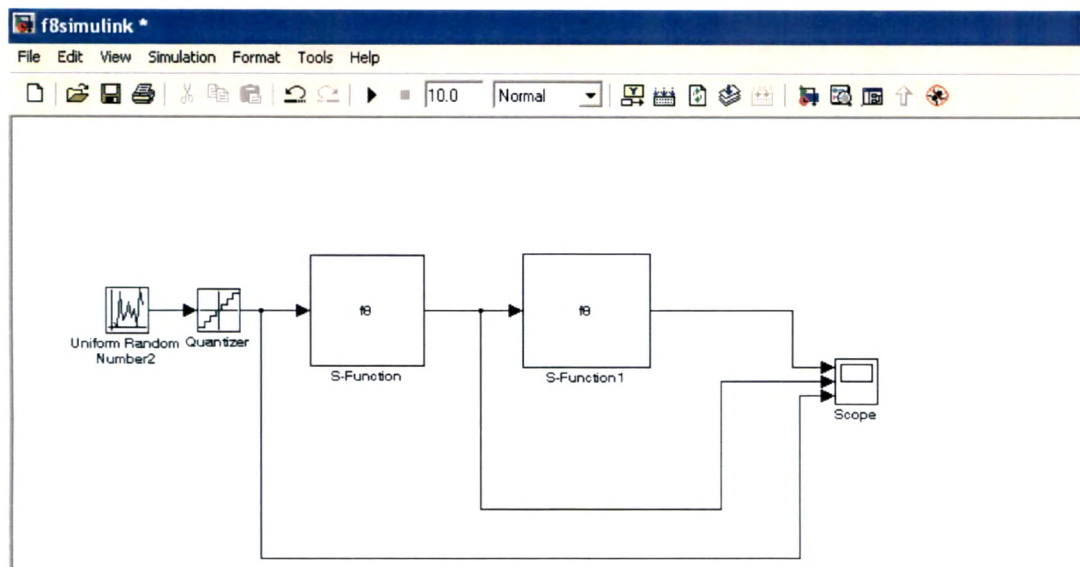 f8simulink *
File Edit View Simulation Format Tools Help
10.0 Normal
f8 f8
Uniform Random Quantizer
Number2
S-Function S-Function1
Scope